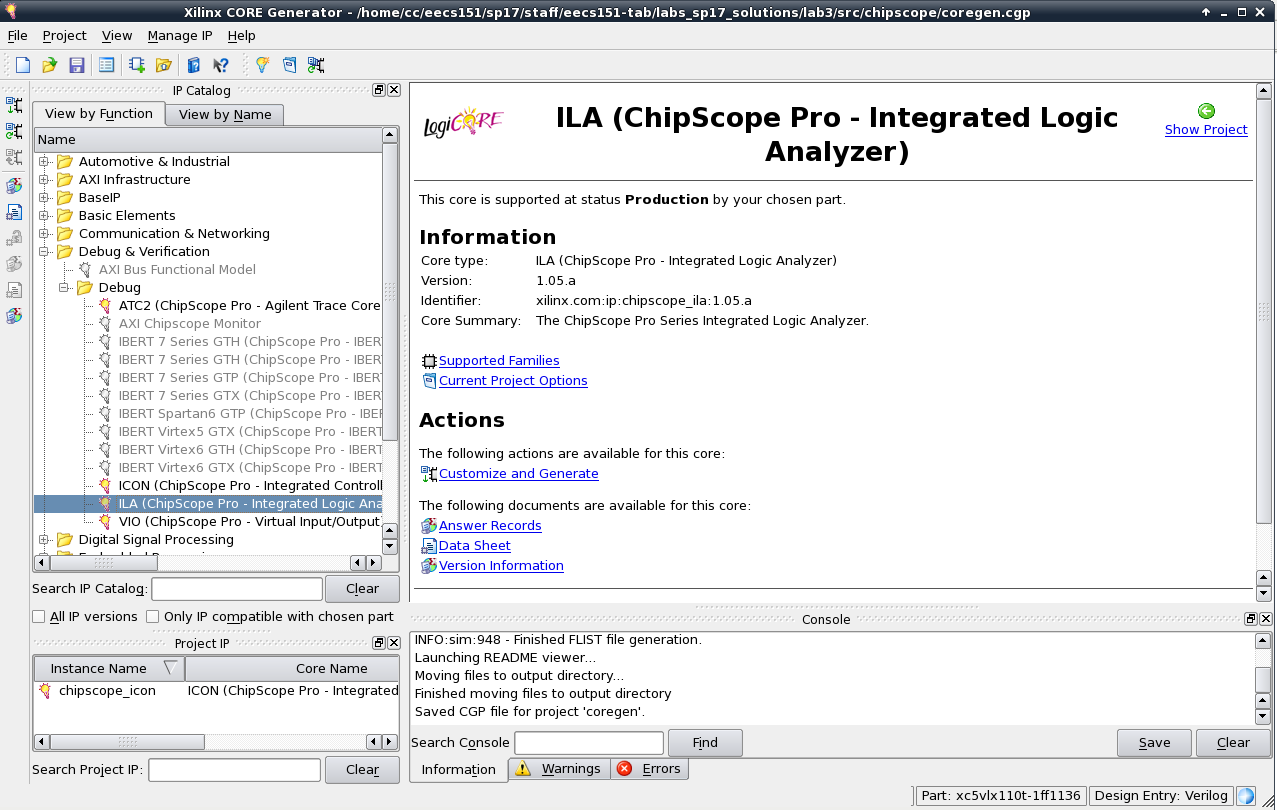 Xilinx CORE Generator - /home/cc/eecs151/sp17/staff/eecs151-tab/labs_sp17_solutions/lab3/src/chipscope/coregen.cgp
File Project View Manage IP Help
IP Catalog
View by Function View by Name
Name
Automotive & Industrial
AXI Infrastructure
BaseIP
Basic Elements
Communication & Networking
Debug & Verification
AXI Bus Functional Model
Debug
ATC2 (ChipScope Pro - Agilent Trace Core
AXI Chipscope Monitor
IBERT 7 Series GTH (ChipScope Pro - IBERT
IBERT 7 Series GTH (ChipScope Pro - IBERT
IBERT 7 Series GTP (ChipScope Pro - IBERT
IBERT 7 Series GTX (ChipScope Pro - IBERT
IBERT Spartan6 GTP (ChipScope Pro - IBE
IBERT Virtex5 GTX (ChipScope Pro - IBERT
IBERT Virtex6 GTH (ChipScope Pro - IBERT
IBERT Virtex6 GTX (ChipScope Pro - IBERT
ICON (ChipScope Pro - Integrated Controll
ILA (ChipScope Pro - Integrated Logic Ana
VIO (ChipScope Pro - Virtual Input/Output
Digital Signal Processing
Search IP Catalog: Clear
All IP versions Only IP compatible with chosen part
Project IP
Instance Name Core Name
chipscope_icon ICON (ChipScope Pro - Integrated
Search Project IP: Clear
LogiCORE
ILA (ChipScope Pro - Integrated Logic
Analyzer)
Show Project
This core is supported at status Production by your chosen part.
Information
Core type: ILA (ChipScope Pro - Integrated Logic Analyzer)
Version: 1.05.a
Identifier: xilinx.com:ip:chipscope_ila:1.05.a
Core Summary: The ChipScope Pro Series Integrated Logic Analyzer.
Supported Families
Current Project Options
Actions
The following actions are available for this core:
Customize and Generate
The following documents are available for this core:
Answer Records
Data Sheet
Version Information
Console
INFO:sim:948 - Finished FLIST file generation.
Launching README viewer...
Moving files to output directory...
Finished moving files to output directory
Saved CGP file for project 'coregen'.
Search Console Find Save Clear
Information Warnings Errors
Part: xc5vlx110t-1ff1136 Design Entry: Verilog